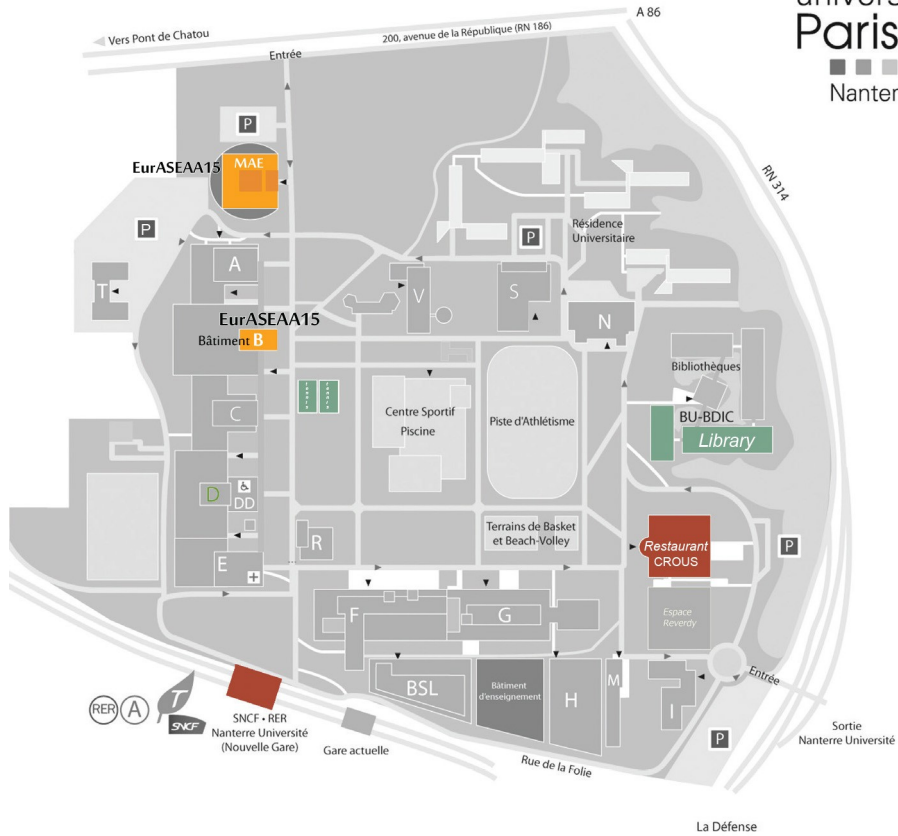 univers
Paris
Nanter
A 86
Vers Pont de Chatou
200, avenue de la République (RN 186)
Entrée
P
EurASEAA15
MAE
RN 314
P
P
Résidence
Universitaire
A
T
V
S
N
EurASEAA15
Bâtiment B
Bibliothèques
C
Centre Sportif
Piscine
Piste d'Athlétisme
BU-BDIC
Library
D
DD
Terrains de Basket
et Beach-Volley
R
E
Restaurant
CROUS
P
F
G
Espace
Reverdy
BSL
Bâtiment
d'enseignement
H
M
I
Entrée
RER
A
T
SNCF
SNCF • RER
Nanterre Université
(Nouvelle Gare)
Gare actuelle
P
Sortie
Nanterre Université
Rue de la Folie
La Défense